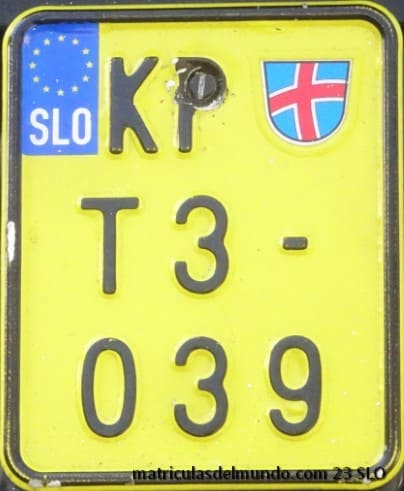 SLO KP
T3-
039
matriculasdelmundo.com 23 SLO